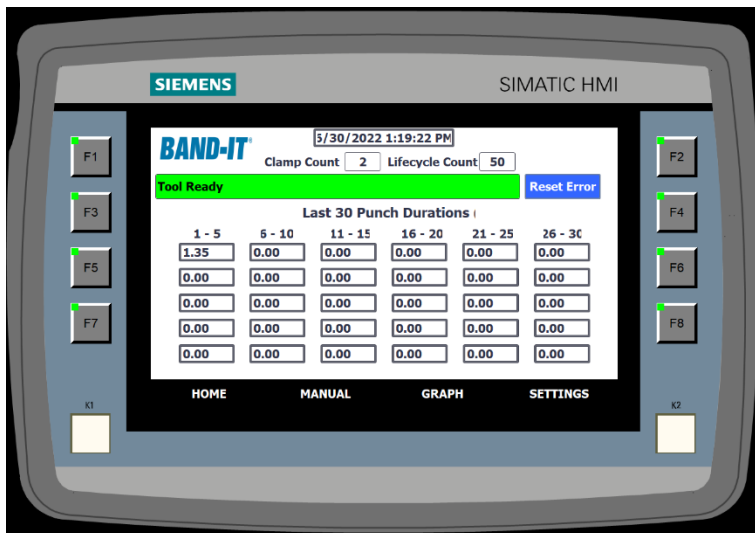 SIEMENS SIMATIC HMI
F1 F2
BAND-IT 5/30/2022 1:19:22 PM
Clamp Count 2 Lifecycle Count 50
Tool Ready Reset Error
F3 F4
Last 30 Punch Durations (
1 - 5 6 - 10 11 - 15 16 - 20 21 - 25 26 - 30
1.35 0.00 0.00 0.00 0.00 0.00
F5 F6
0.00 0.00 0.00 0.00 0.00 0.00
0.00 0.00 0.00 0.00 0.00 0.00
F7 F8
0.00 0.00 0.00 0.00 0.00 0.00
0.00 0.00 0.00 0.00 0.00 0.00
HOME MANUAL GRAPH SETTINGS
K1 K2